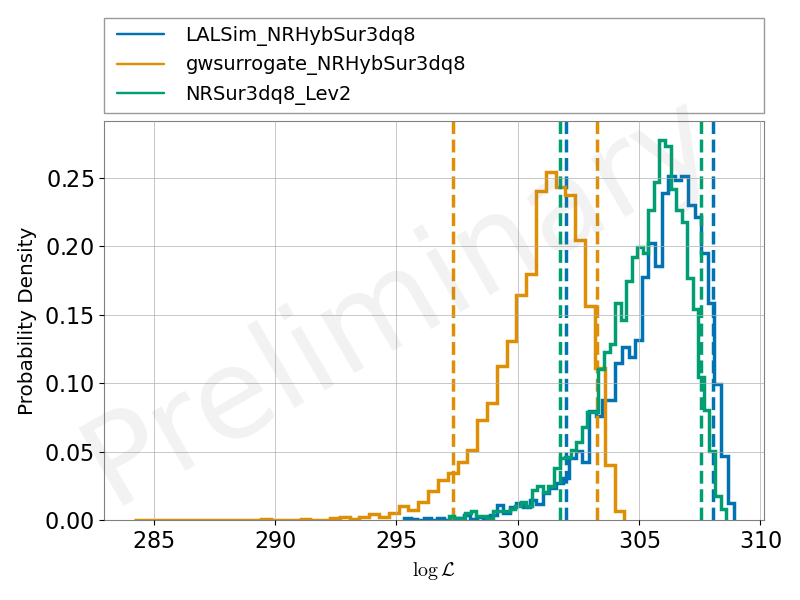 LALSim_NRHybSur3dq8
gwsurrogate_NRHybSur3dq8
NRSur3dq8_Lev2
Preliminary
Probability Density
0.25
0.20
0.15
0.10
0.05
0.00
285 290 295 300 305 310
log ℒ